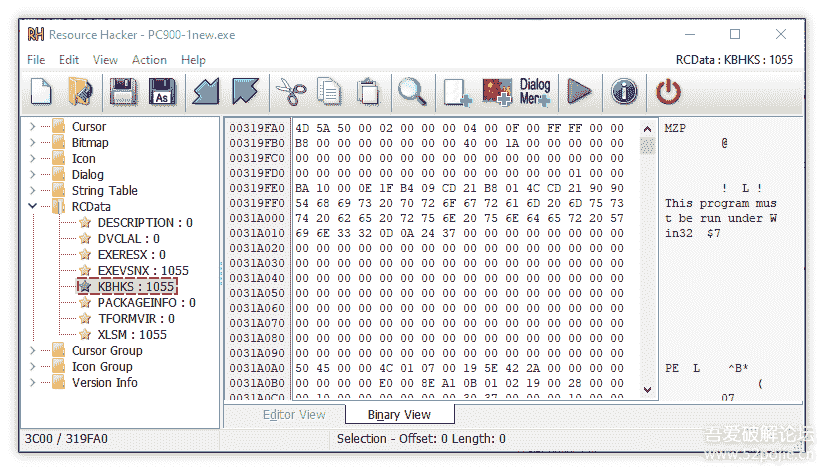 RH Resource Hacker - PC900-1new.exe
File Edit View Action Help
RCData : KBHKS : 1055
As
Dialog
Menu
Cursor
Bitmap
Icon
Dialog
String Table
RCData
DESCRIPTION : 0
DVCLAL : 0
EXERESX : 0
EXEVSNX : 1055
KBHKS : 1055
PACKAGEINFO : 0
TFORMVIR : 0
XLSM : 1055
Cursor Group
Icon Group
Version Info
00319FA0 4D 5A 50 00 02 00 00 00 04 00 0F 00 FF FF 00 00 MZP
00319FB0 B8 00 00 00 00 00 00 00 40 00 1A 00 00 00 00 00 @
00319FC0 00 00 00 00 00 00 00 00 00 00 00 00 00 00 00 00
00319FD0 00 00 00 00 00 00 00 00 00 00 00 00 00 01 00 00
00319FE0 BA 10 00 0E 1F B4 09 CD 21 B8 01 4C CD 21 90 90 ! L !
00319FF0 54 68 69 73 20 70 72 6F 67 72 61 6D 20 6D 75 73 This program mus
0031A000 74 20 62 65 20 72 75 6E 20 75 6E 64 65 72 20 57 t be run under W
0031A010 69 6E 33 32 0D 0A 24 37 00 00 00 00 00 00 00 00 in32 $7
0031A020 00 00 00 00 00 00 00 00 00 00 00 00 00 00 00 00
0031A030 00 00 00 00 00 00 00 00 00 00 00 00 00 00 00 00
0031A040 00 00 00 00 00 00 00 00 00 00 00 00 00 00 00 00
0031A050 00 00 00 00 00 00 00 00 00 00 00 00 00 00 00 00
0031A060 00 00 00 00 00 00 00 00 00 00 00 00 00 00 00 00
0031A070 00 00 00 00 00 00 00 00 00 00 00 00 00 00 00 00
0031A080 00 00 00 00 00 00 00 00 00 00 00 00 00 00 00 00
0031A090 00 00 00 00 00 00 00 00 00 00 00 00 00 00 00 00
0031A0A0 50 45 00 00 4C 01 07 00 19 5E 42 2A 00 00 00 00 PE L ^B*
0031A0B0 00 00 00 00 E0 00 8E A1 0B 01 02 19 00 28 00 00 (
0031A0C0
Editor View Binary View
3C00 / 319FA0 Selection - Offset: 0 Length: 0
吾爱破解论坛
www.52pojie.cn